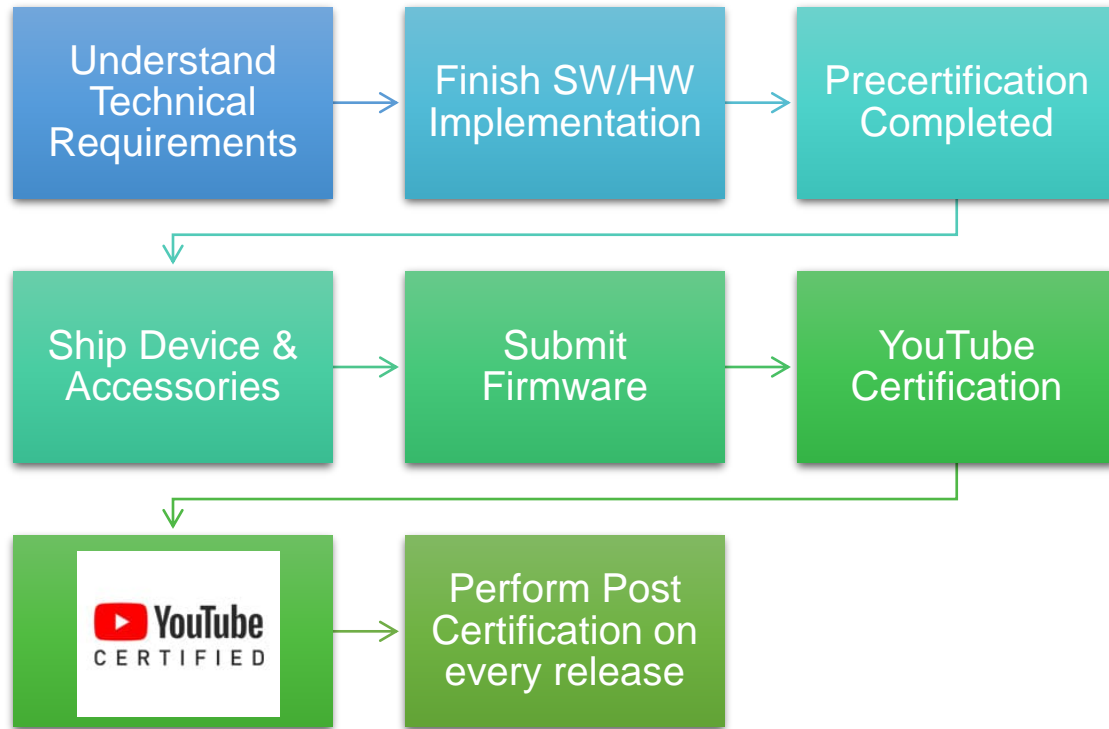 Understand
Technical
Requirements
Finish SW/HW
Implementation
Precertification
Completed
Ship Device &
Accessories
Submit
Firmware
YouTube
Certification
YouTube
CERTIFIED
Perform Post
Certification on
every release